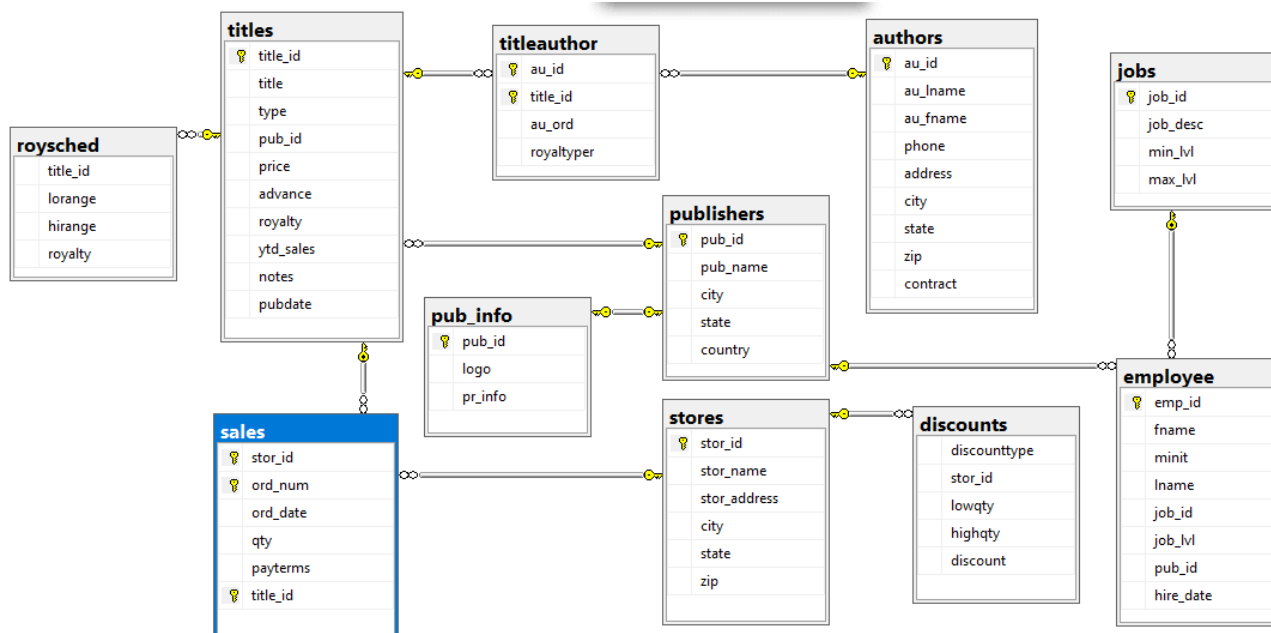 titles
title_id
title
type
pub_id
price
advance
royalty
ytd_sales
notes
pubdate
titleauthor
au_id
title_id
au_ord
royaltyper
authors
au_id
au_lname
au_fname
phone
address
city
state
zip
contract
jobs
job_id
job_desc
min_lvl
max_lvl
roysched
title_id
lorange
hirange
royalty
publishers
pub_id
pub_name
city
state
country
pub_info
pub_id
logo
pr_info
employee
emp_id
fname
minit
lname
job_id
job_lvl
pub_id
hire_date
sales
stor_id
ord_num
ord_date
qty
payterms
title_id
stores
stor_id
stor_name
stor_address
city
state
zip
discounts
discounttype
stor_id
lowqty
highqty
discount